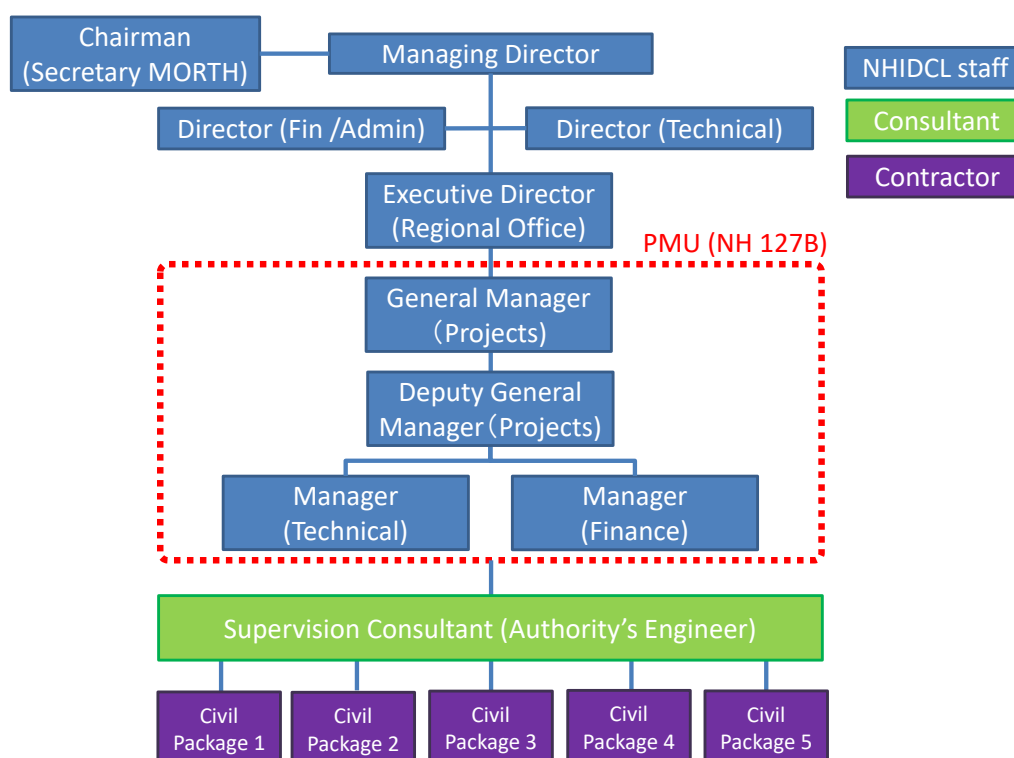 Chairman
(Secretary MORTH)
Managing Director
NHIDCL staff
Consultant
Contractor
Director (Fin /Admin)
Director (Technical)
Executive Director
(Regional Office)
PMU (NH 127B)
General Manager
（Projects)
Deputy General
Manager（Projects)
Manager
(Technical)
Manager
(Finance)
Supervision Consultant (Authority’s Engineer)
Civil
Package 1
Civil
Package 2
Civil
Package 3
Civil
Package 4
Civil
Package 5